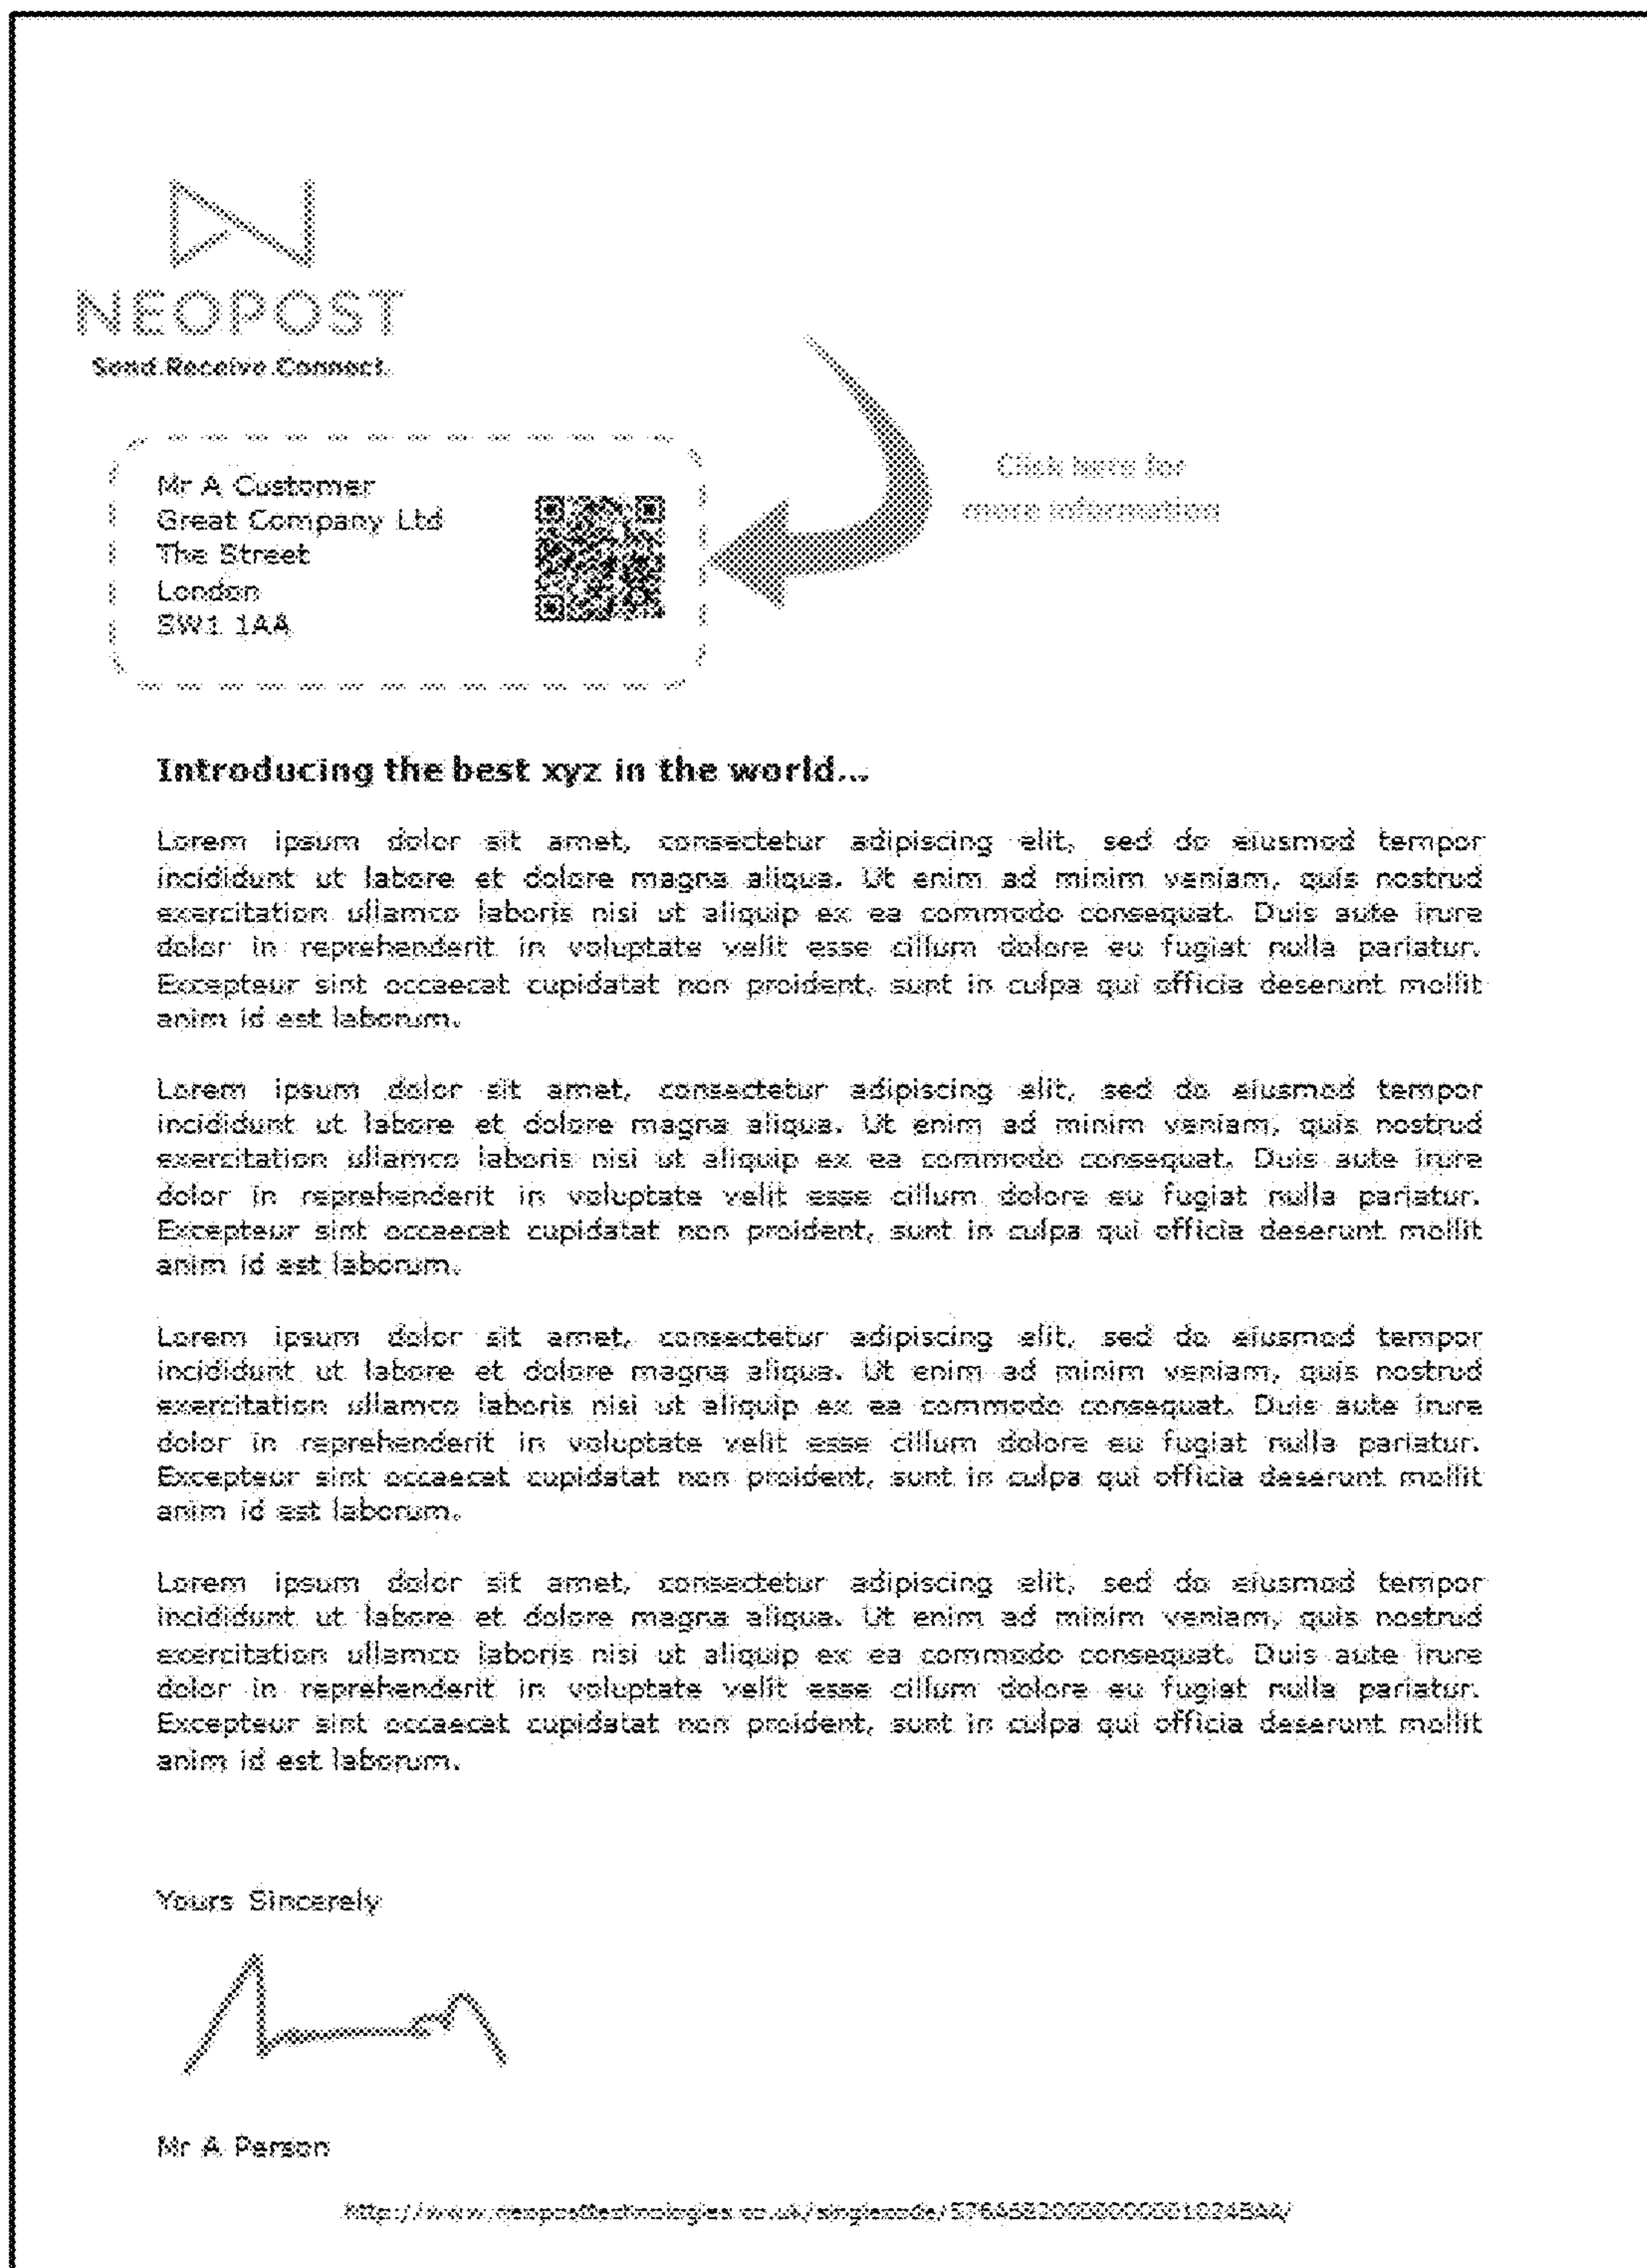 NEOPOST
Send.Receive.Connect.
Mr A Customer
Great Company Ltd
The Street
London
SW1 1AA
Click here for
more information
Introducing the best xyz in the world...
Lorem ipsum dolor sit amet, consectetur adipiscing elit, sed do eiusmod tempor
incididunt ut labore et dolore magna aliqua. Ut enim ad minim veniam, quis nostrud
exercitation ullamco laboris nisi ut aliquip ex ea commodo consequat. Duis aute irure
dolor in reprehenderit in voluptate velit esse cillum dolore eu fugiat nulla pariatur.
Excepteur sint occaecat cupidatat non proident, sunt in culpa qui officia deserunt mollit
anim id est laborum.
Lorem ipsum dolor sit amet, consectetur adipiscing elit, sed do eiusmod tempor
incididunt ut labore et dolore magna aliqua. Ut enim ad minim veniam, quis nostrud
exercitation ullamco laboris nisi ut aliquip ex ea commodo consequat. Duis aute irure
dolor in reprehenderit in voluptate velit esse cillum dolore eu fugiat nulla pariatur.
Excepteur sint occaecat cupidatat non proident, sunt in culpa qui officia deserunt mollit
anim id est laborum.
Lorem ipsum dolor sit amet, consectetur adipiscing elit, sed do eiusmod tempor
incididunt ut labore et dolore magna aliqua. Ut enim ad minim veniam, quis nostrud
exercitation ullamco laboris nisi ut aliquip ex ea commodo consequat. Duis aute irure
dolor in reprehenderit in voluptate velit esse cillum dolore eu fugiat nulla pariatur.
Excepteur sint occaecat cupidatat non proident, sunt in culpa qui officia deserunt mollit
anim id est laborum.
Lorem ipsum dolor sit amet, consectetur adipiscing elit, sed do eiusmod tempor
incididunt ut labore et dolore magna aliqua. Ut enim ad minim veniam, quis nostrud
exercitation ullamco laboris nisi ut aliquip ex ea commodo consequat. Duis aute irure
dolor in reprehenderit in voluptate velit esse cillum dolore eu fugiat nulla pariatur.
Excepteur sint occaecat cupidatat non proident, sunt in culpa qui officia deserunt mollit
anim id est laborum.
Yours Sincerely
Mr A Person